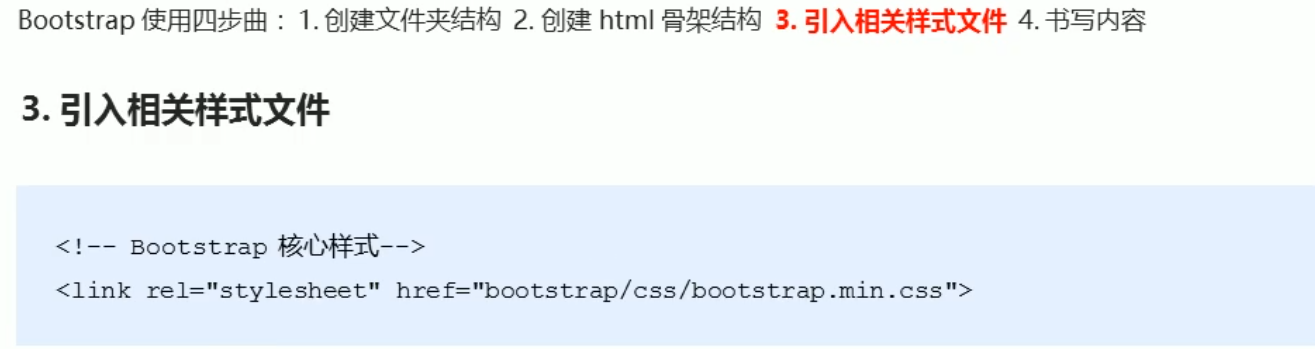 Bootstrap 使用四步曲：1. 创建文件夹结构 2. 创建 html 骨架结构 3. 引入相关样式文件 4. 书写内容
3. 引入相关样式文件
<!-- Bootstrap 核心样式-->
<link rel="stylesheet" href="bootstrap/css/bootstrap.min.css">